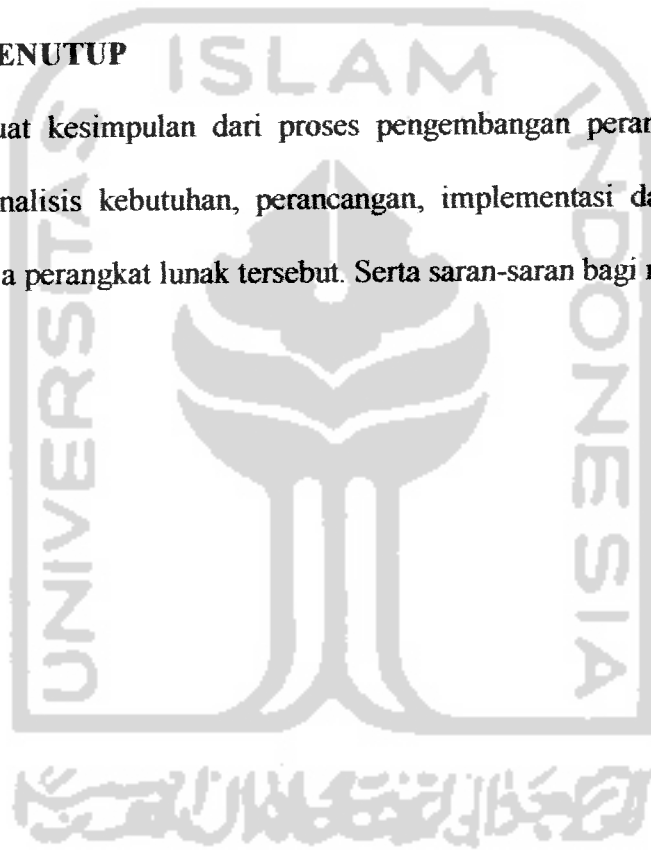 ENUTUP
uat kesimpulan dari proses pengembangan peran
nalisis kebutuhan, perancangan, implementasi da
a perangkat lunak tersebut. Serta saran-saran bagi
ISLAM
UNIVERSITAS
INDONESIA